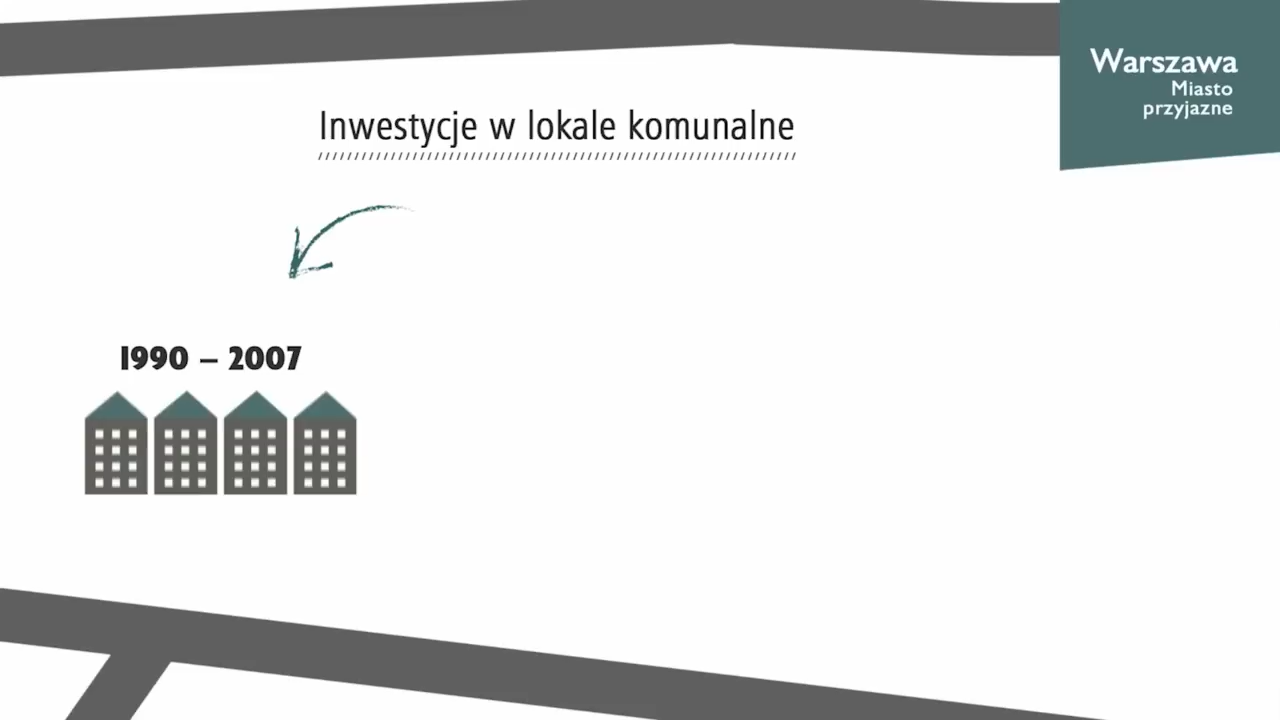 Warszawa
Miasto
przyjazne
Inwestycje w lokale komunalne
1990 – 2007